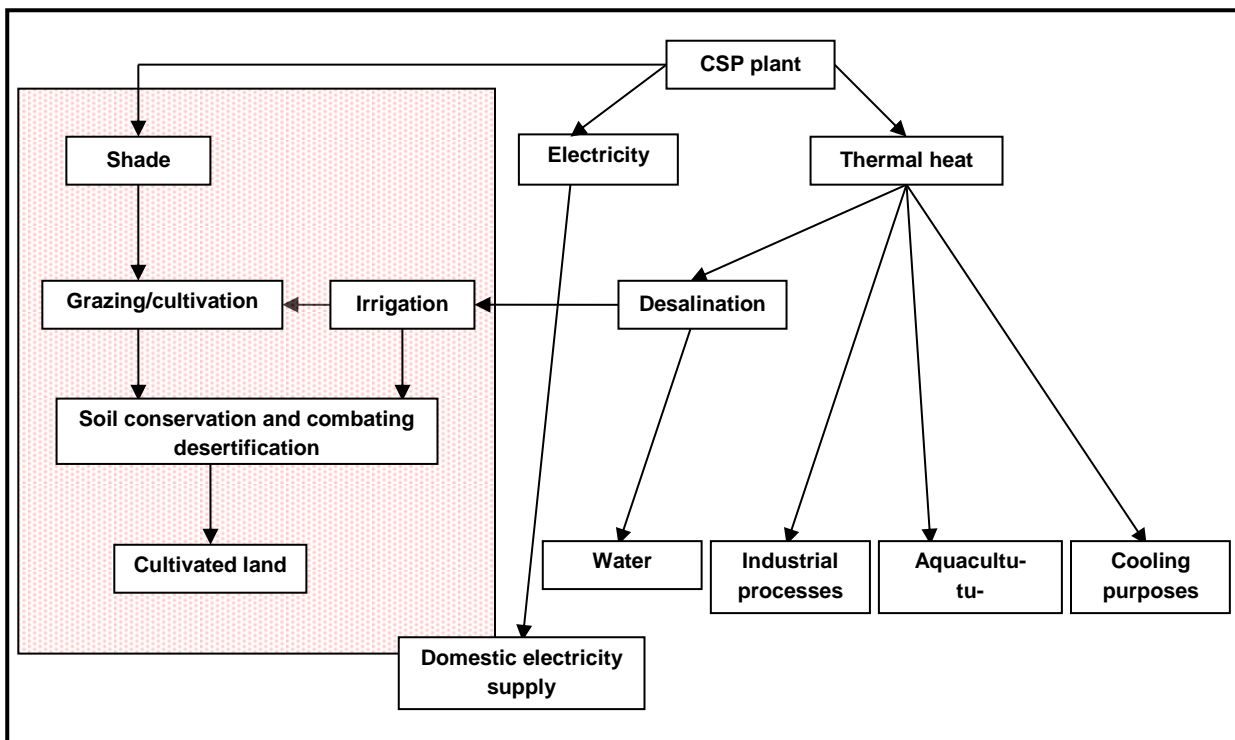 CSP plant
Shade
Electricity
Thermal heat
Grazing/cultivation
Irrigation
Desalination
Soil conservation and combating
desertification
Cultivated land
Water
Industrial
processes
Aquacultu-
tu-
Cooling
purposes
Domestic electricity
supply